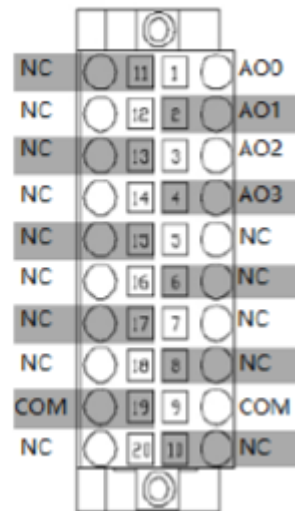 NC 11 1 AO0
NC 12 2 AO1
NC 13 3 AO2
NC 14 4 AO3
NC 15 5 NC
NC 16 6 NC
NC 17 7 NC
NC 18 8 NC
COM 19 9 COM
NC 20 10 NC